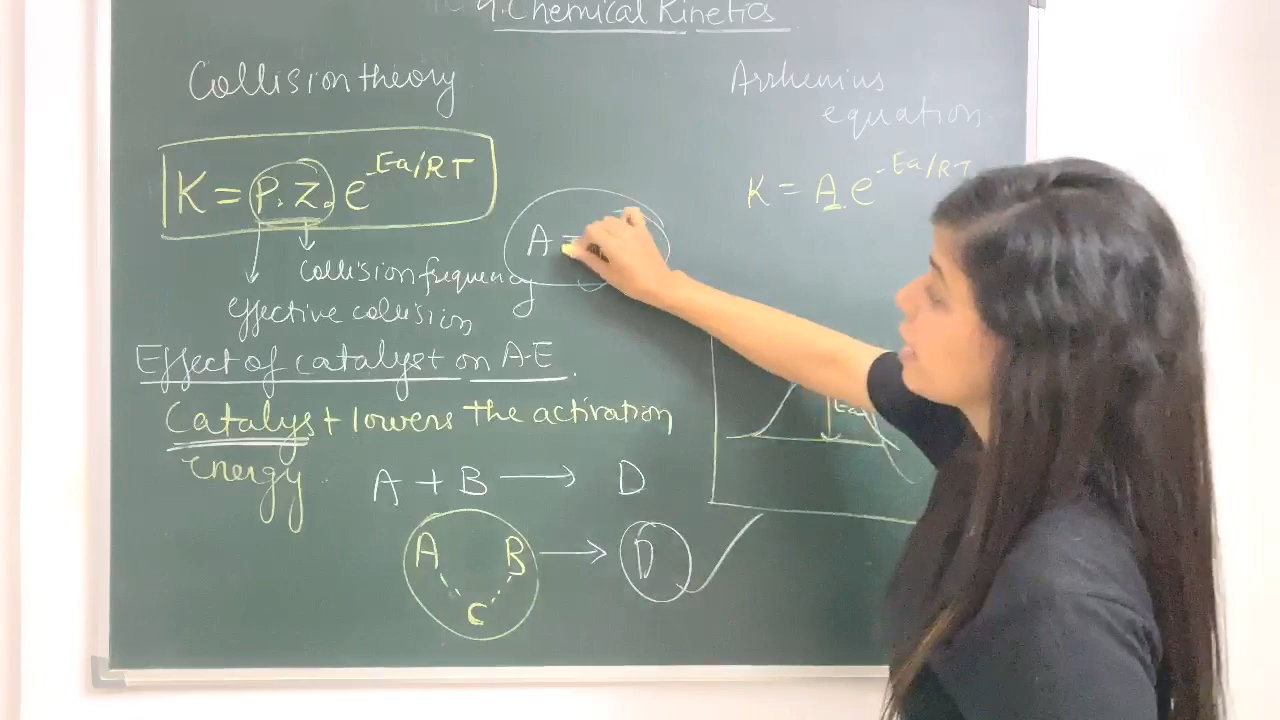 4. Chemical Kinetics
Collision theory
K = P. Z. e^-Ea/RT
Collision frequency
effective collision
Effect of catalyst on A.E.
Catalyst lowers the activation
energy.
A + B → D
A B → D
C
A =
Arrhenius
equation
K = A. e^-Ea/RT
Ea